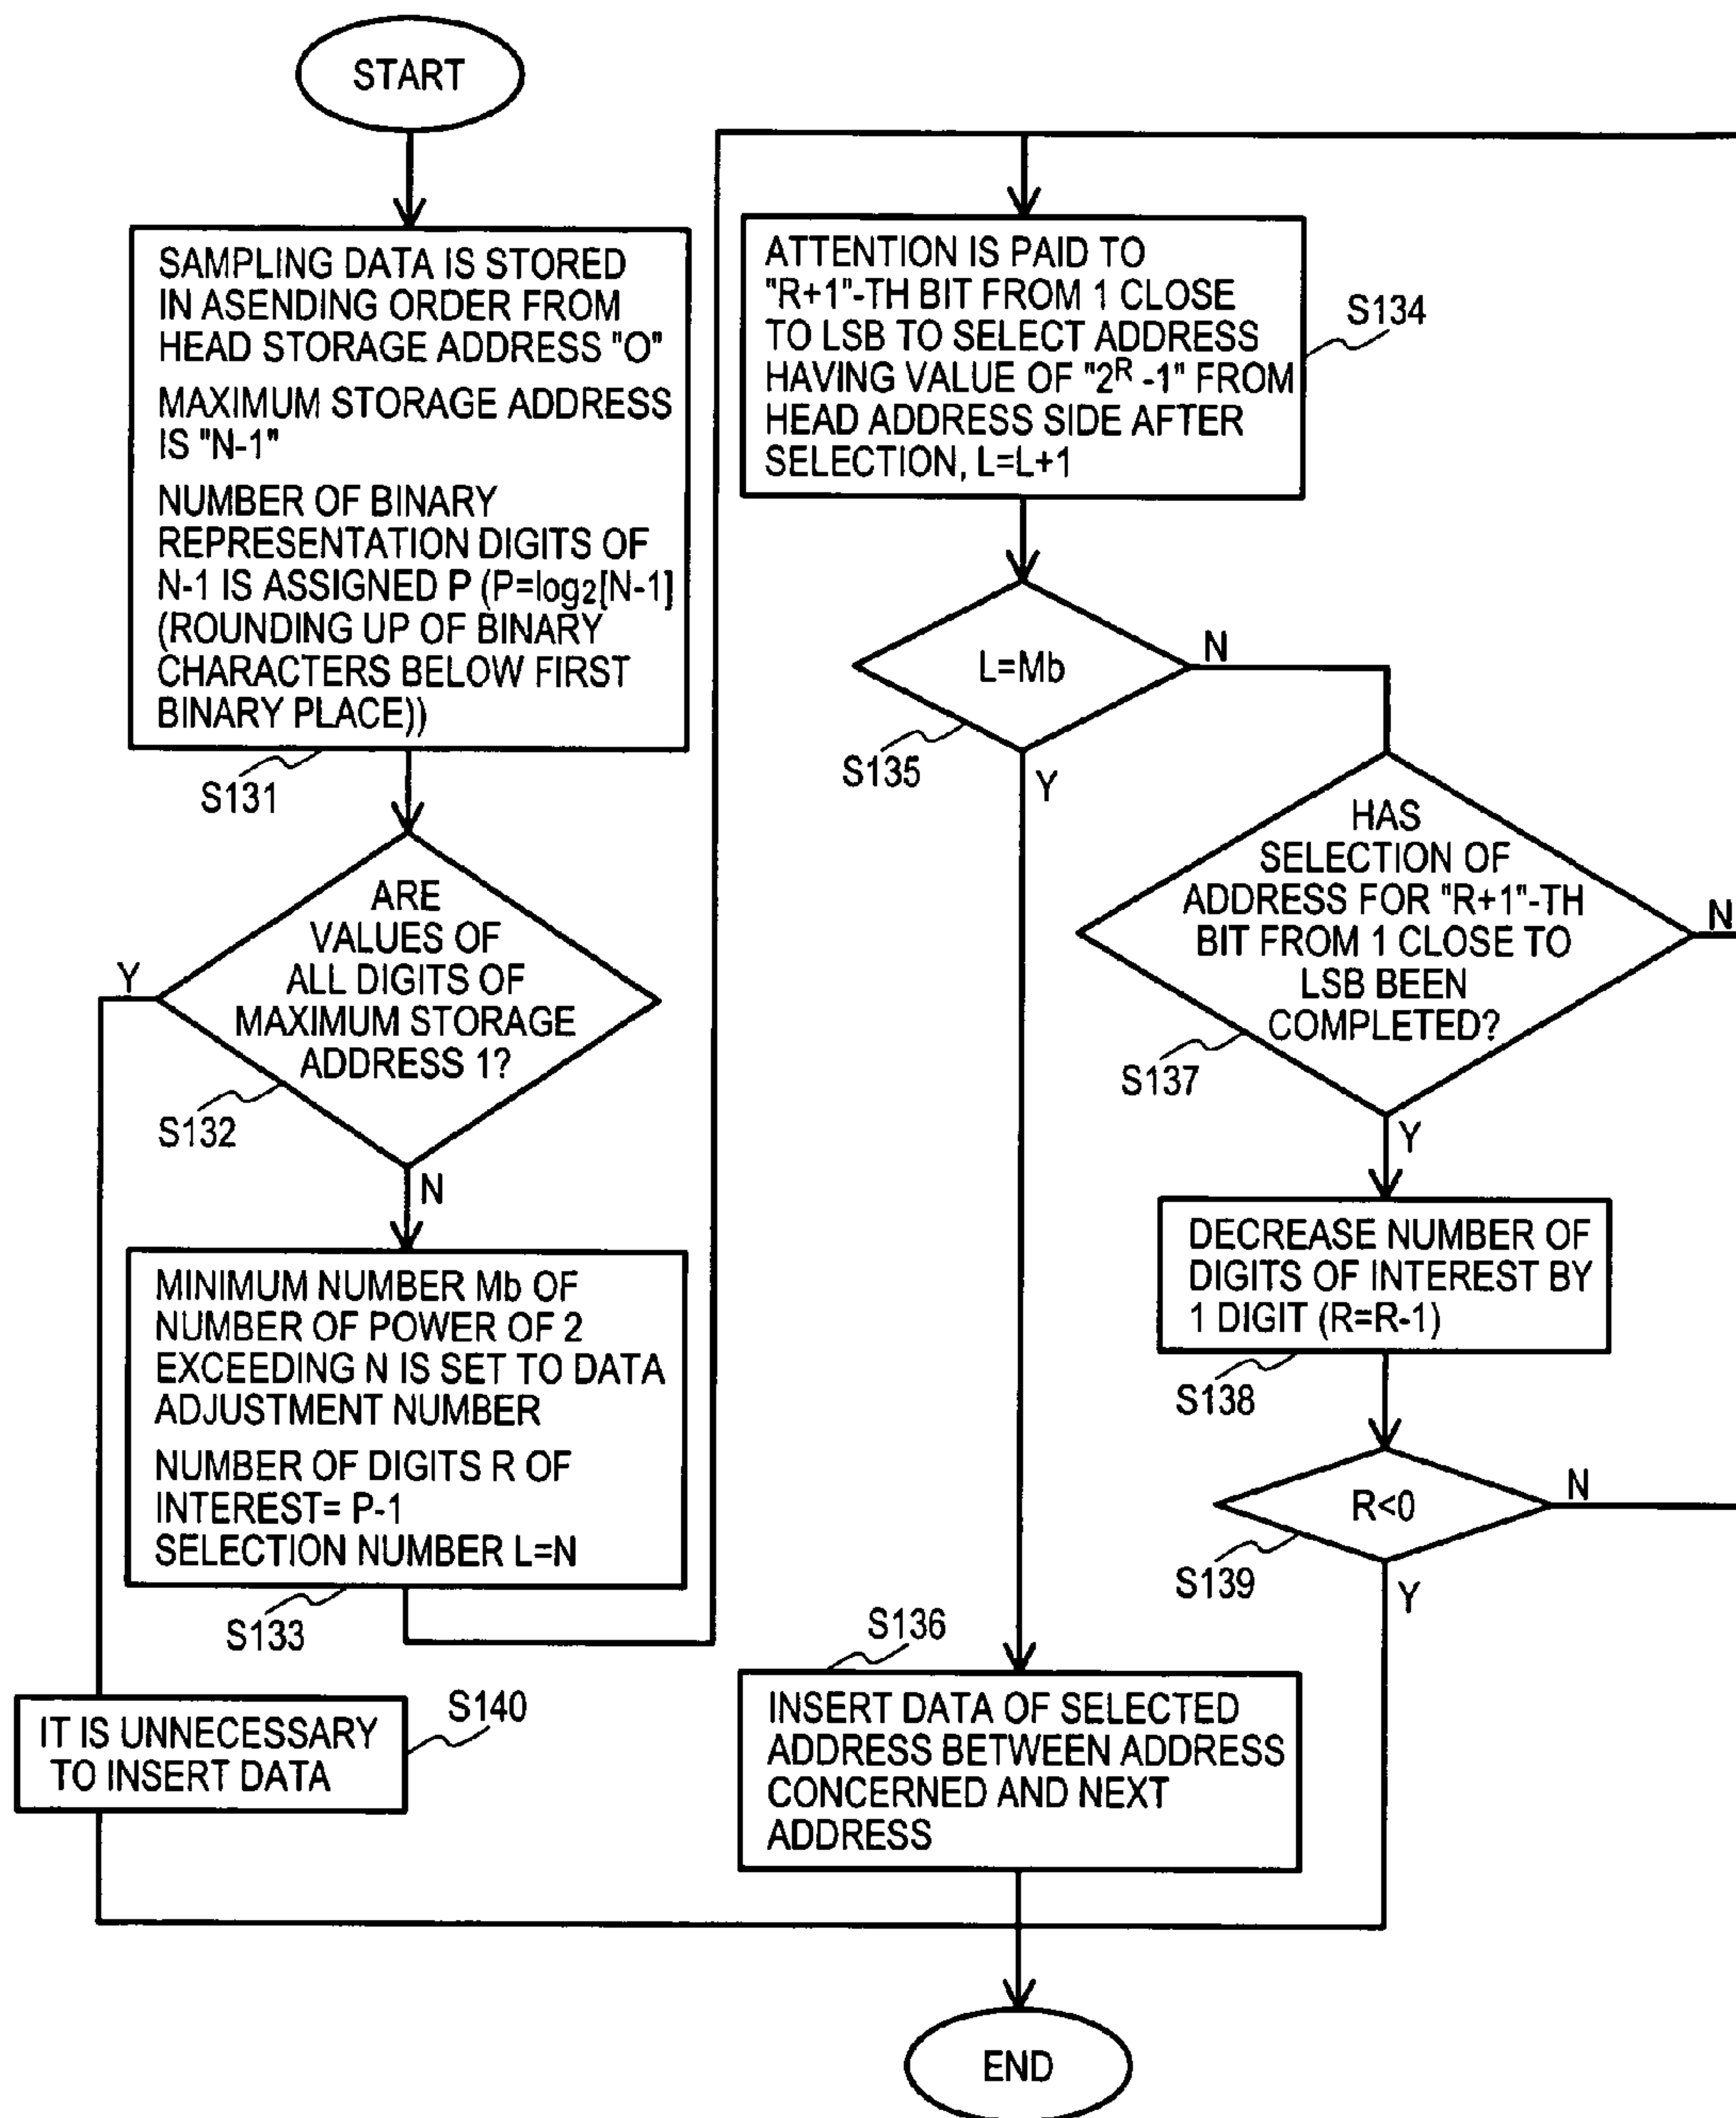 START
SAMPLING DATA IS STORED
IN ASENDING ORDER FROM
HEAD STORAGE ADDRESS "O"
MAXIMUM STORAGE ADDRESS
IS "N-1"
NUMBER OF BINARY
REPRESENTATION DIGITS OF
N-1 IS ASSIGNED P (P=log₂[N-1]
(ROUNDING UP OF BINARY
CHARACTERS BELOW FIRST
BINARY PLACE))
S131
ARE
VALUES OF
ALL DIGITS OF
MAXIMUM STORAGE
ADDRESS 1?
Y
S132
N
MINIMUM NUMBER Mb OF
NUMBER OF POWER OF 2
EXCEEDING N IS SET TO DATA
ADJUSTMENT NUMBER
NUMBER OF DIGITS R OF
INTEREST= P-1
SELECTION NUMBER L=N
S133
IT IS UNNECESSARY
TO INSERT DATA
S140
ATTENTION IS PAID TO
"R+1"-TH BIT FROM 1 CLOSE
TO LSB TO SELECT ADDRESS
HAVING VALUE OF "2ᴿ -1" FROM
HEAD ADDRESS SIDE AFTER
SELECTION, L=L+1
S134
L=Mb
N
S135
Y
HAS
SELECTION OF
ADDRESS FOR "R+1"-TH
BIT FROM 1 CLOSE TO
LSB BEEN
COMPLETED?
N
S137
Y
DECREASE NUMBER OF
DIGITS OF INTEREST BY
1 DIGIT (R=R-1)
S138
R<0
N
S139
Y
S136
INSERT DATA OF SELECTED
ADDRESS BETWEEN ADDRESS
CONCERNED AND NEXT
ADDRESS
END